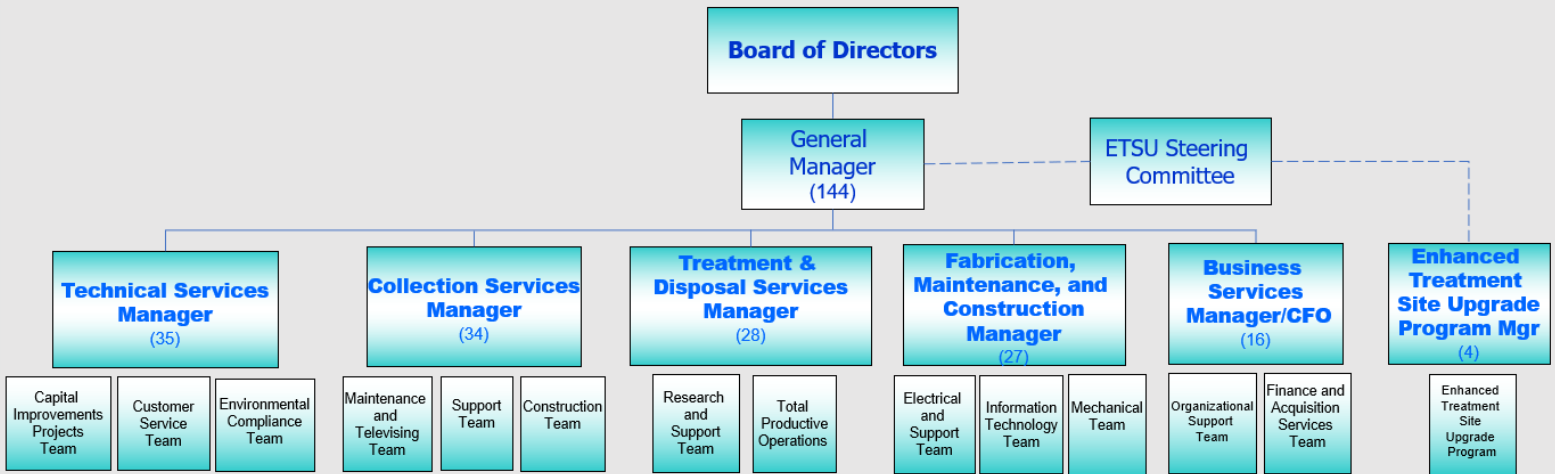 Board of Directors
General
Manager
(144)
ETSU Steering
Committee
Technical Services
Manager
(35)
Collection Services
Manager
(34)
Treatment &
Disposal Services
Manager
(28)
Fabrication,
Maintenance, and
Construction
Manager
(27)
Business
Services
Manager/CFO
(16)
Enhanced
Treatment
Site Upgrade
Program Mgr
(4)
Capital
Improvements
Projects
Team
Customer
Service
Team
Environmental
Compliance
Team
Maintenance
and
Televising
Team
Support
Team
Construction
Team
Research
and
Support
Team
Total
Productive
Operations
Electrical
and
Support
Team
Information
Technology
Team
Mechanical
Team
Organizational
Support
Team
Finance and
Acquisition
Services
Team
Enhanced
Treatment
Site
Upgrade
Program